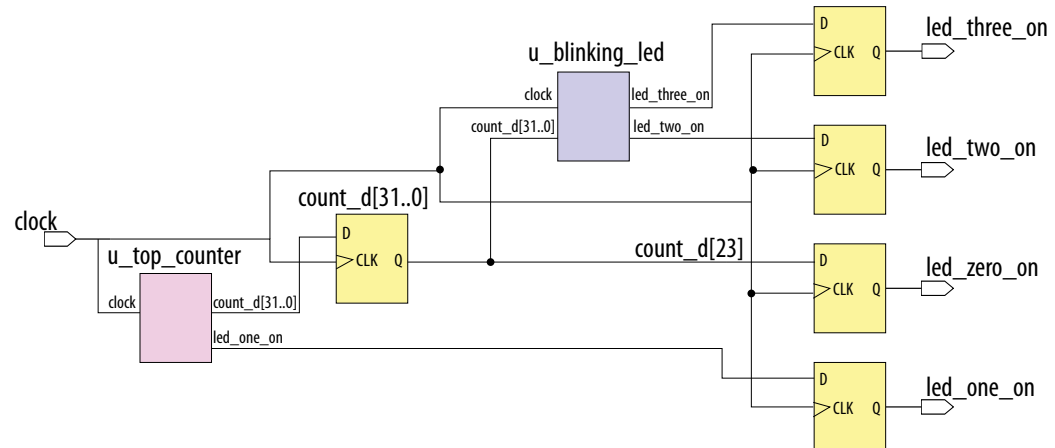 D
led_three_on
CLK Q
u_blinking_led
clock
led_three_on
count_d[31..0]
led_two_on
D
led_two_on
CLK Q
count_d[31..0]
clock
D
CLK Q
u_top_counter
clock
count_d[31..0]
led_one_on
count_d[23]
D
led_zero_on
CLK Q
D
led_one_on
CLK Q